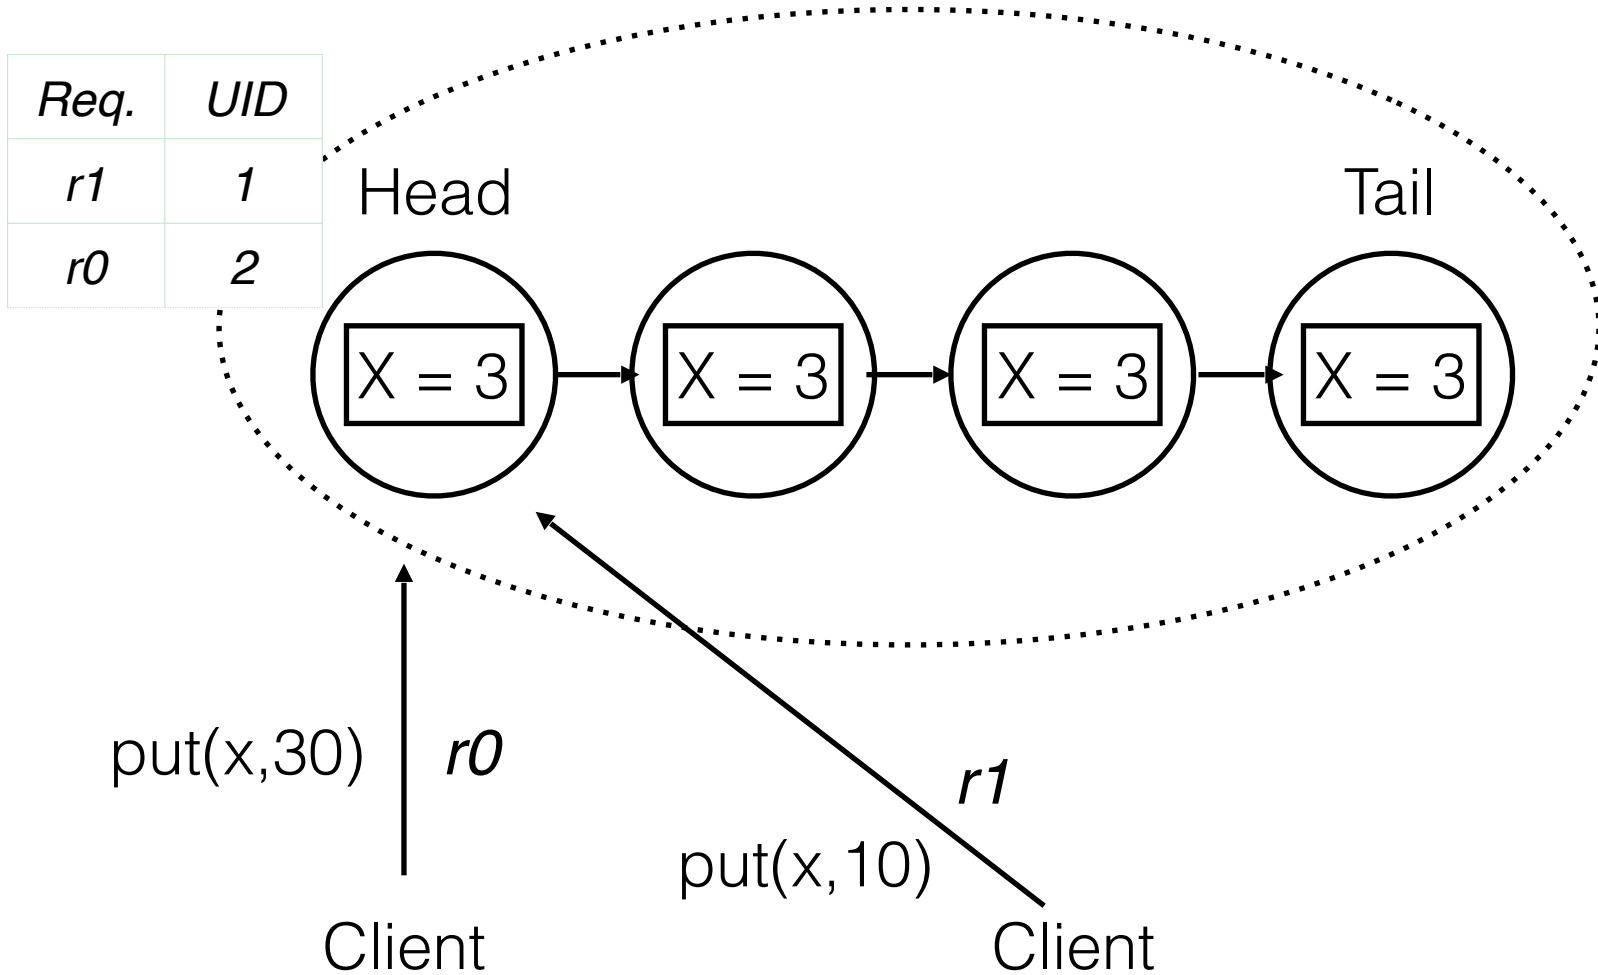 Req. UID
r1 1
r0 2
Head Tail
X = 3 X = 3 X = 3 X = 3
put(x,30) r0
r1
put(x,10)
Client Client